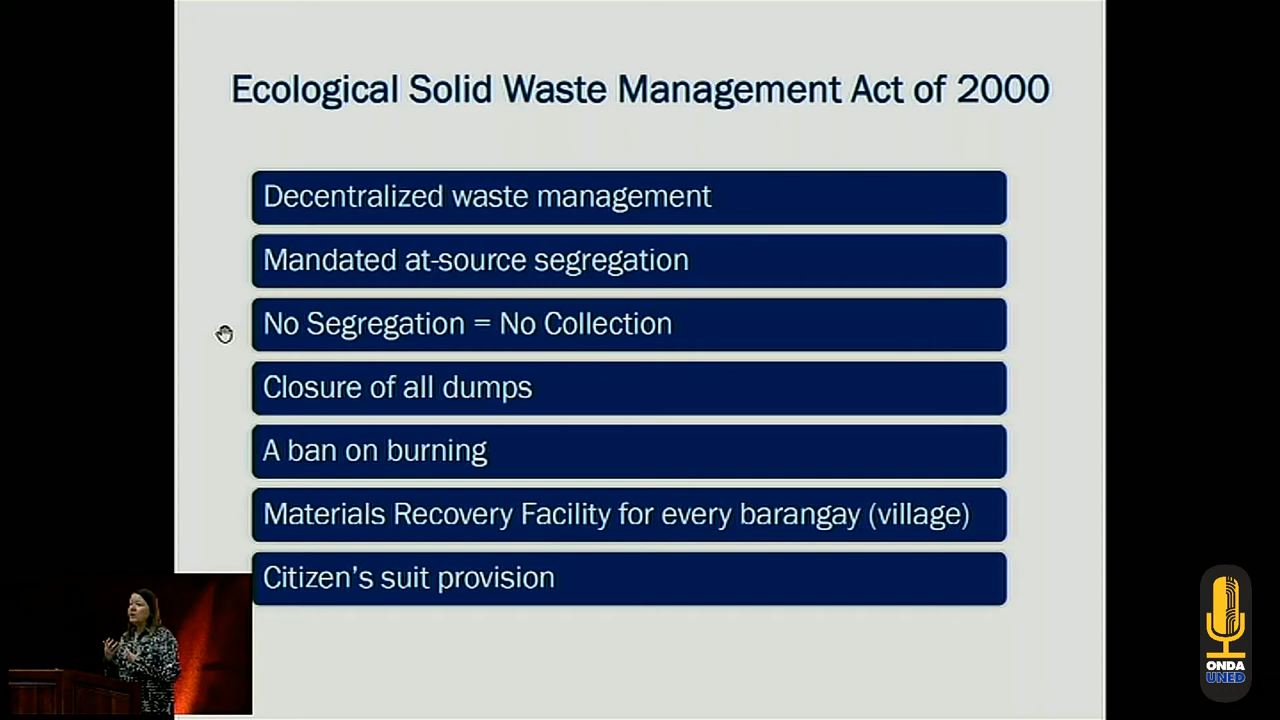 Ecological Solid Waste Management Act of 2000
Decentralized waste management
Mandated at-source segregation
No Segregation = No Collection
Closure of all dumps
A ban on burning
Materials Recovery Facility for every barangay (village)
Citizen's suit provision
ONDA
UNED